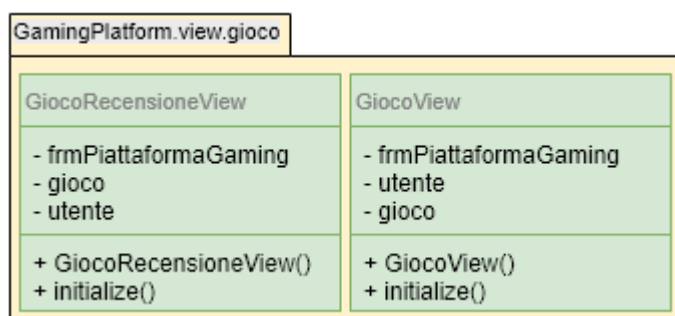 GamingPlatform.view.gioco
GiocoRecensioneView
- frmPiattaformaGaming
- gioco
- utente
+ GiocoRecensioneView()
+ initialize()
GiocoView
- frmPiattaformaGaming
- utente
- gioco
+ GiocoView()
+ initialize()